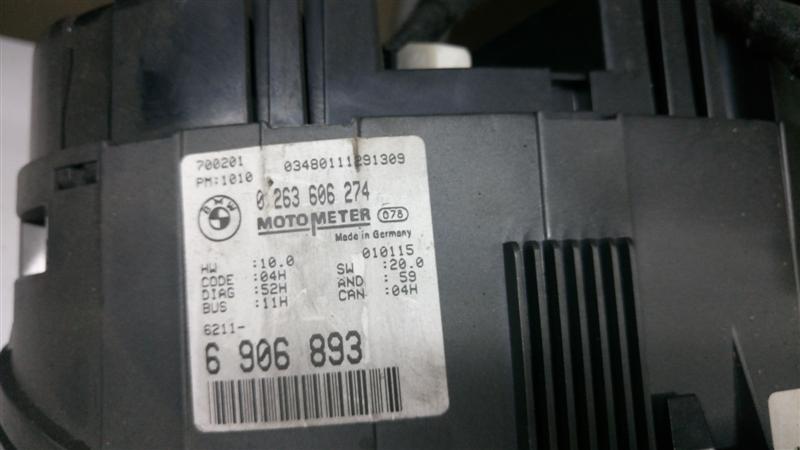 700201 03480111291309
PM:1010
0 263 606 274
BMW
MOTOMETER 078
Made in Germany
010115
HW :10.0 SW :20.0
CODE :04H AND : 59
DIAG :52H CAN :04H
BUS :11H
6211-
6 906 893